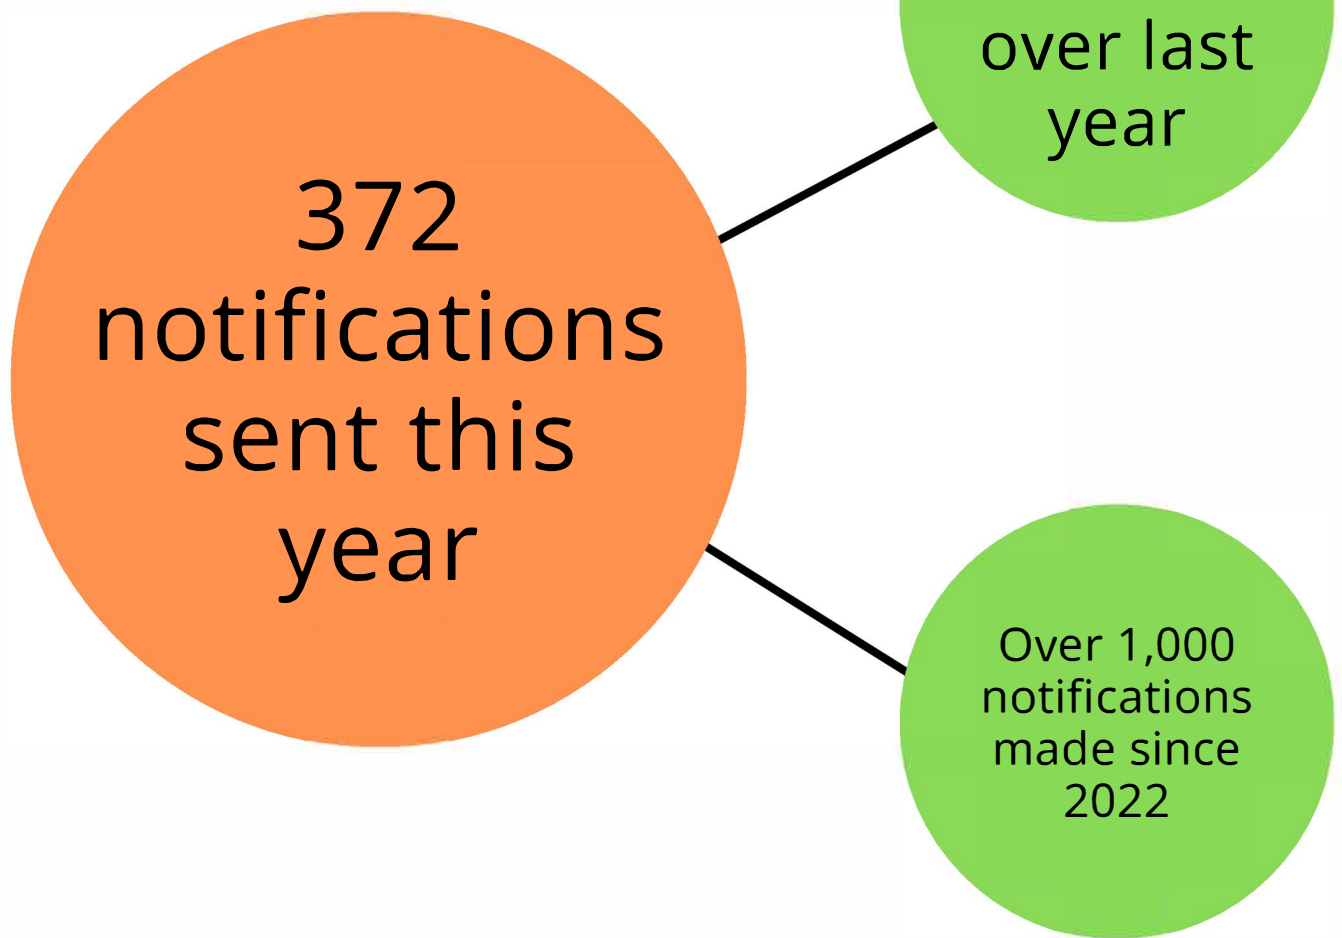 372
notifications
sent this
year
over last
year
Over 1,000
notifications
made since
2022